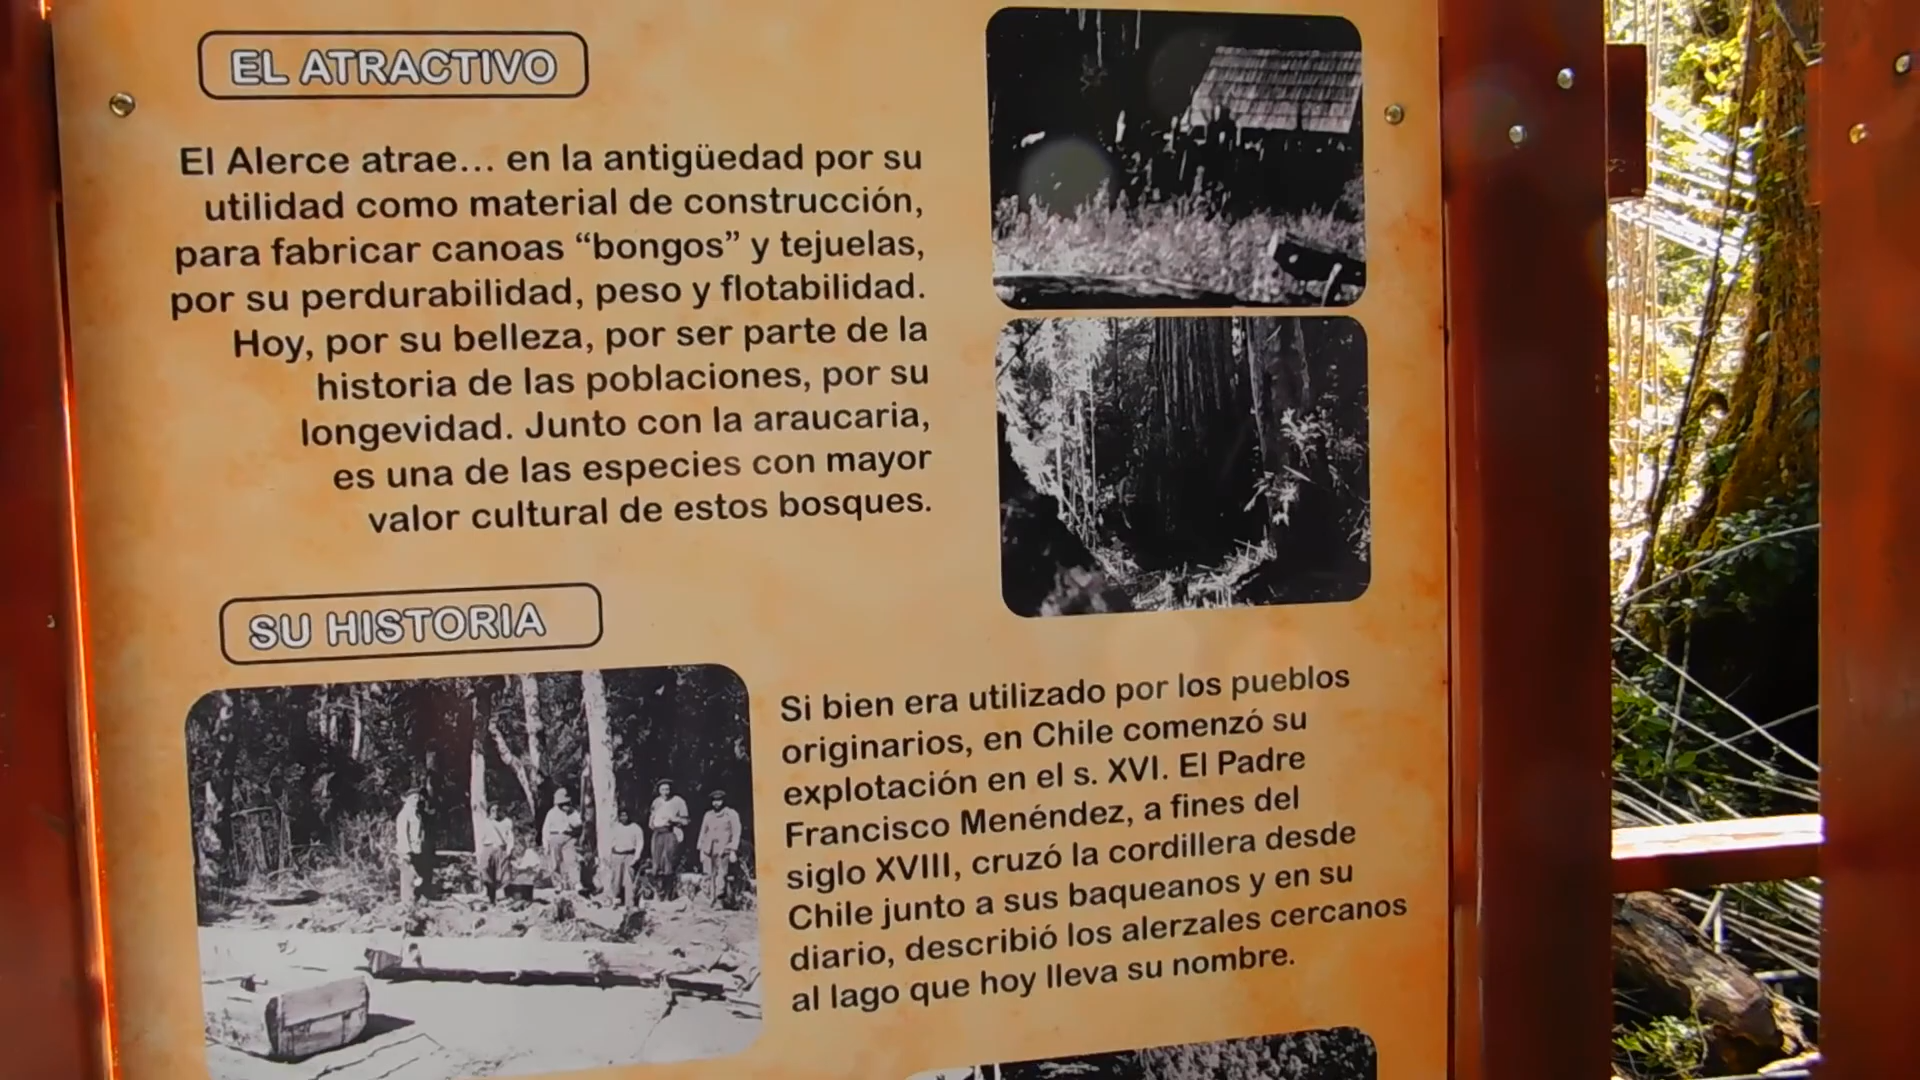 EL ATRACTIVO
El Alerce atrae... en la antigüedad por su
utilidad como material de construcción,
para fabricar canoas “bongos” y tejuelas,
por su perdurabilidad, peso y flotabilidad.
Hoy, por su belleza, por ser parte de la
historia de las poblaciones, por su
longevidad. Junto con la araucaria,
es una de las especies con mayor
valor cultural de estos bosques.
SU HISTORIA
Si bien era utilizado por los pueblos
originarios, en Chile comenzó su
explotación en el s. XVI. El Padre
Francisco Menéndez, a fines del
siglo XVIII, cruzó la cordillera desde
Chile junto a sus baqueanos y en su
diario, describió los alerzales cercanos
al lago que hoy lleva su nombre.